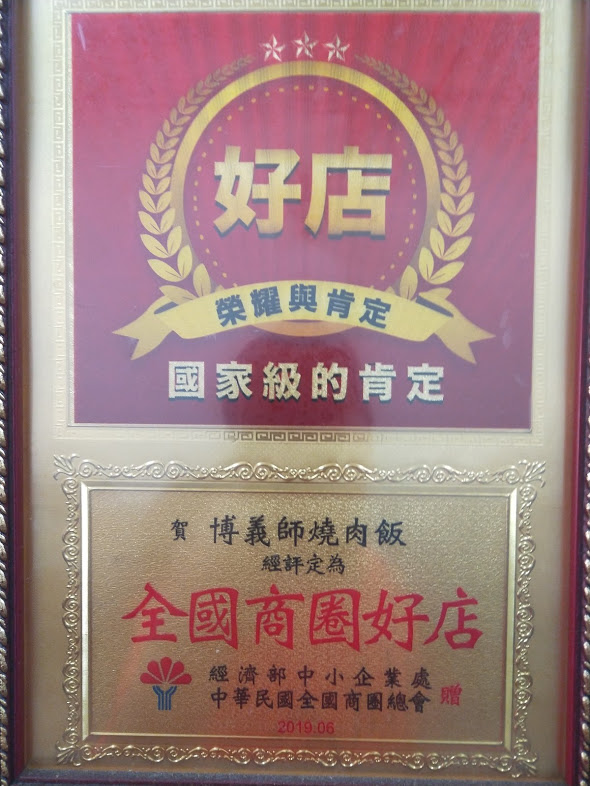 好店
榮耀與肯定
國家級的肯定
賀 博義師燒肉飯
經評定為
全國商圈好店
經濟部中小企業處
中華民國全國商圈總會 贈
2019.06